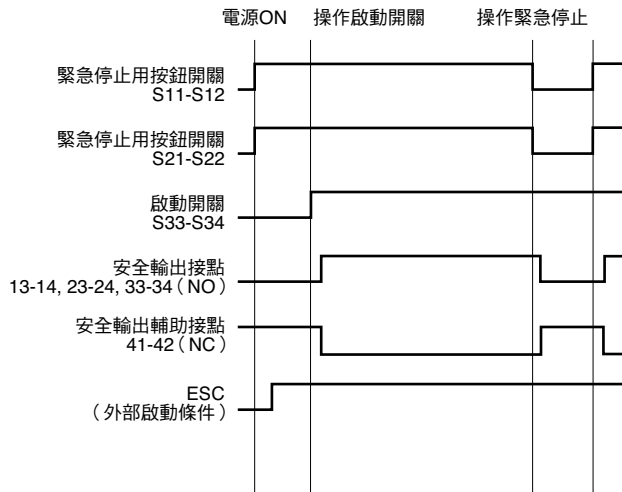 電源ON 操作啟動開關 操作緊急停止
緊急停止用按鈕開關
S11-S12
緊急停止用按鈕開關
S21-S22
啟動開關
S33-S34
安全輸出接點
13-14, 23-24, 33-34（NO）
安全輸出輔助接點
41-42（NC）
ESC
（外部啟動條件）